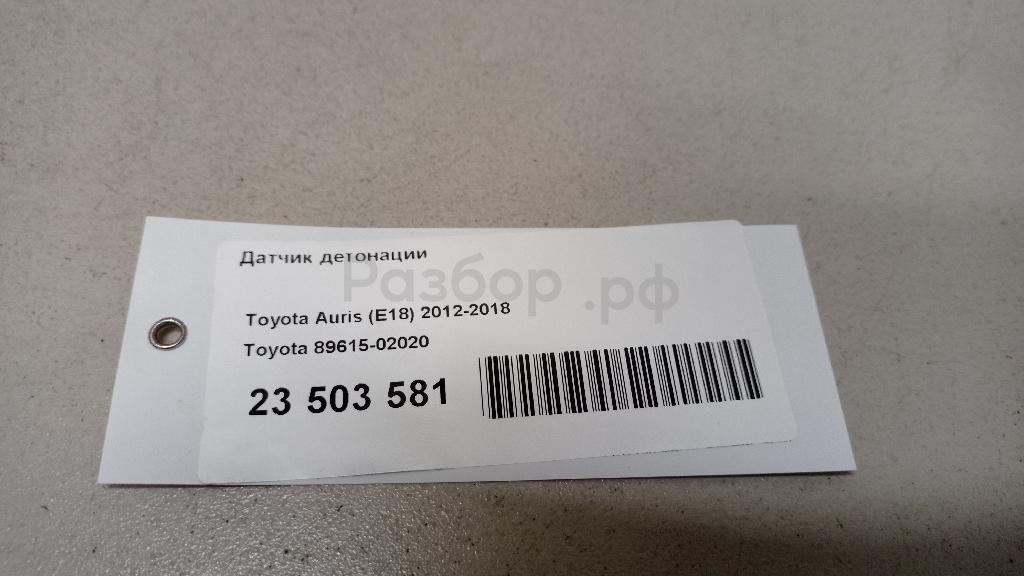 Датчик детонации
Разбор.рф
Toyota Auris (E18) 2012-2018
Toyota 89615-02020
23 503 581